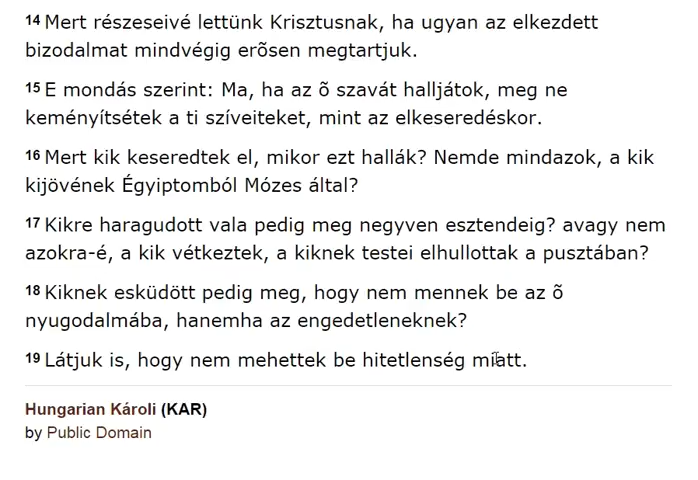 14 Mert részeseivé lettünk Krisztusnak, ha ugyan az elkezdett
bizodalmat mindvégig erõsen megtartjuk.
15 E mondás szerint: Ma, ha az õ szavát halljátok, meg ne
keményítsétek a ti szíveiteket, mint az elkeseredéskor.
16 Mert kik keseredtek el, mikor ezt hallák? Nemde mindazok, a kik
kijövének Égyiptomból Mózes által?
17 Kikre haragudott vala pedig meg negyven esztendeig? avagy nem
azokra-é, a kik vétkeztek, a kiknek testei elhullottak a pusztában?
18 Kiknek esküdött pedig meg, hogy nem mennek be az õ
nyugodalmába, hanemha az engedetleneknek?
19 Látjuk is, hogy nem mehettek be hitetlenség miatt.
Hungarian Károli (KAR)
by Public Domain